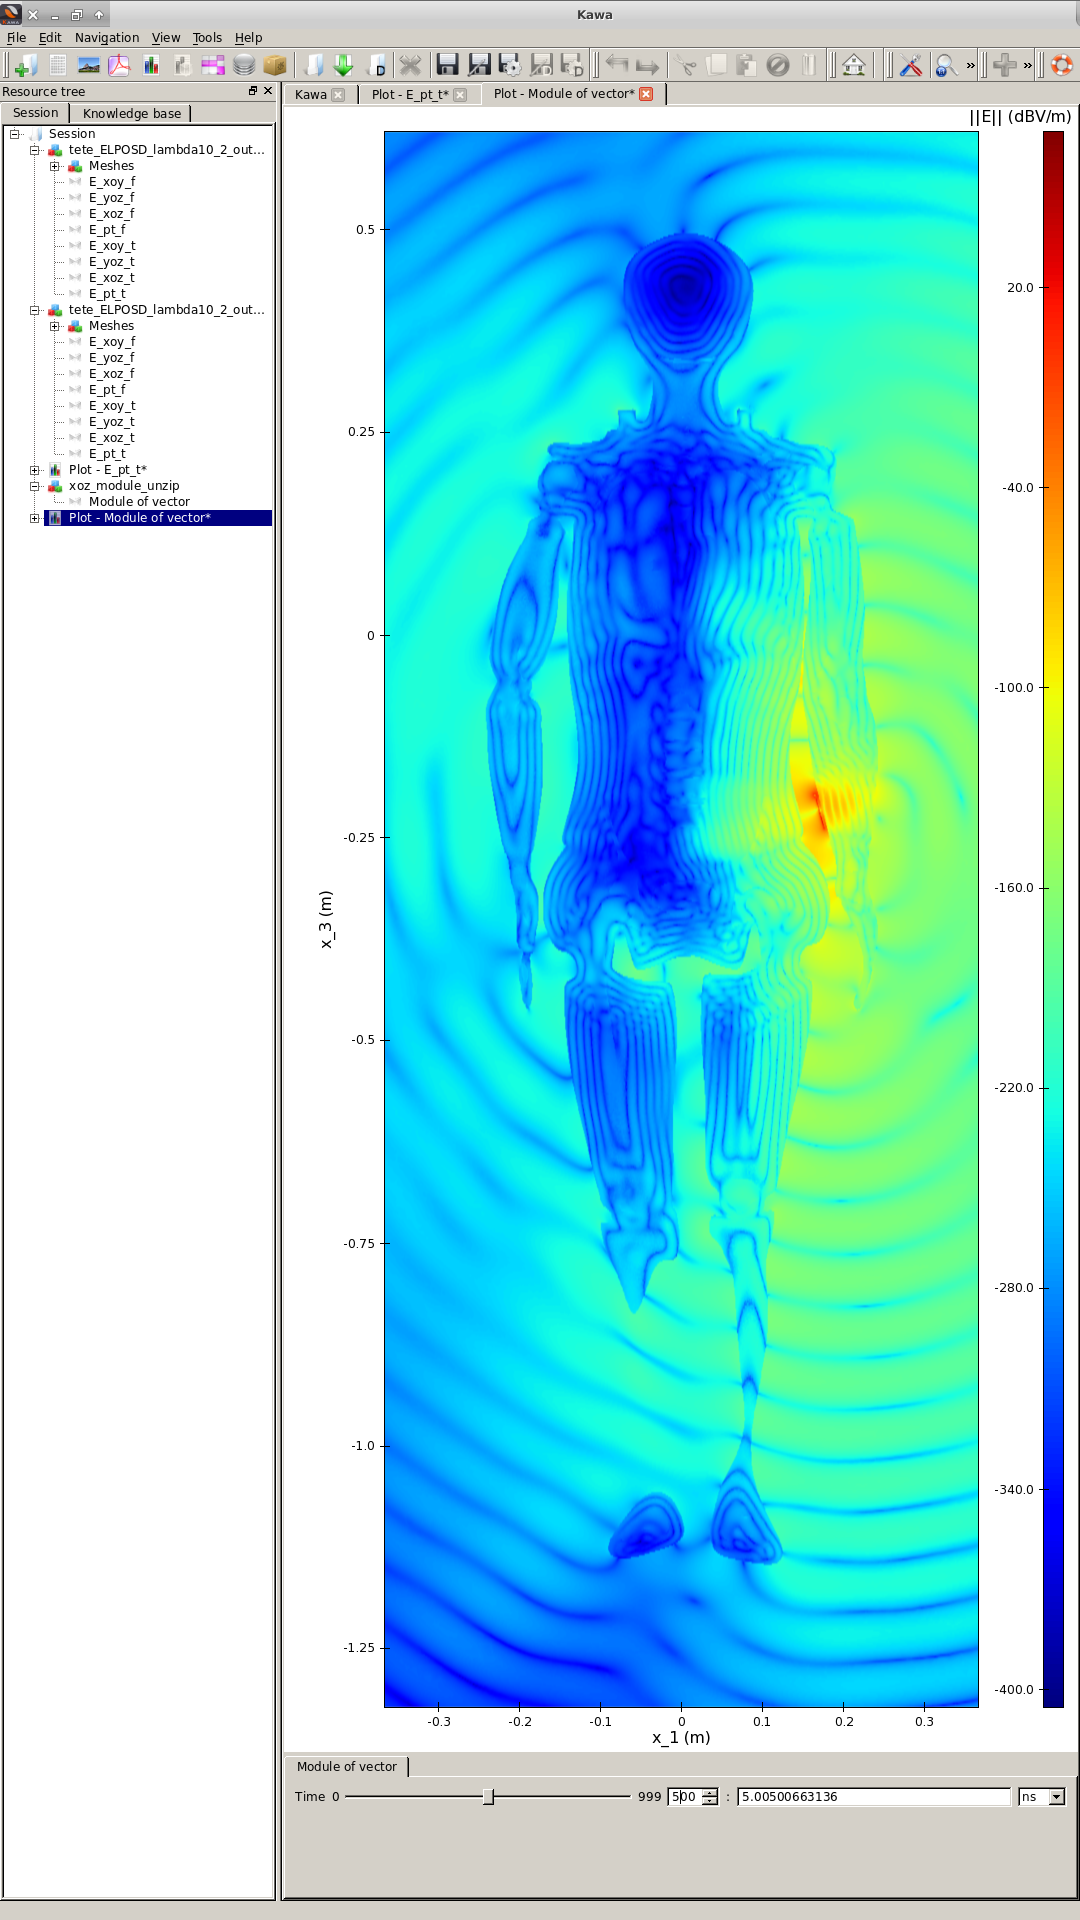 Kawa
File Edit Navigation View Tools Help
Resource tree
Session Knowledge base
Session
tete_ELPOSD_lambda10_2_out...
Meshes
E_xoy_f
E_yoz_f
E_xoz_f
E_pt_f
E_xoy_t
E_yoz_t
E_xoz_t
E_pt_t
tete_ELPOSD_lambda10_2_out...
Meshes
E_xoy_f
E_yoz_f
E_xoz_f
E_pt_f
E_xoy_t
E_yoz_t
E_xoz_t
E_pt_t
Plot - E_pt_t*
xoz_module_unzip
Module of vector
Plot - Module of vector*
Kawa Plot - E_pt_t* Plot - Module of vector*
||E|| (dBV/m)
20.0
-40.0
-100.0
-160.0
-220.0
-280.0
-340.0
-400.0
0.5
0.25
0
-0.25
-0.5
-0.75
-1.0
-1.25
x_3 (m)
-0.3 -0.2 -0.1 0 0.1 0.2 0.3
x_1 (m)
Module of vector
Time 0 999 500 : 5.00500663136 ns